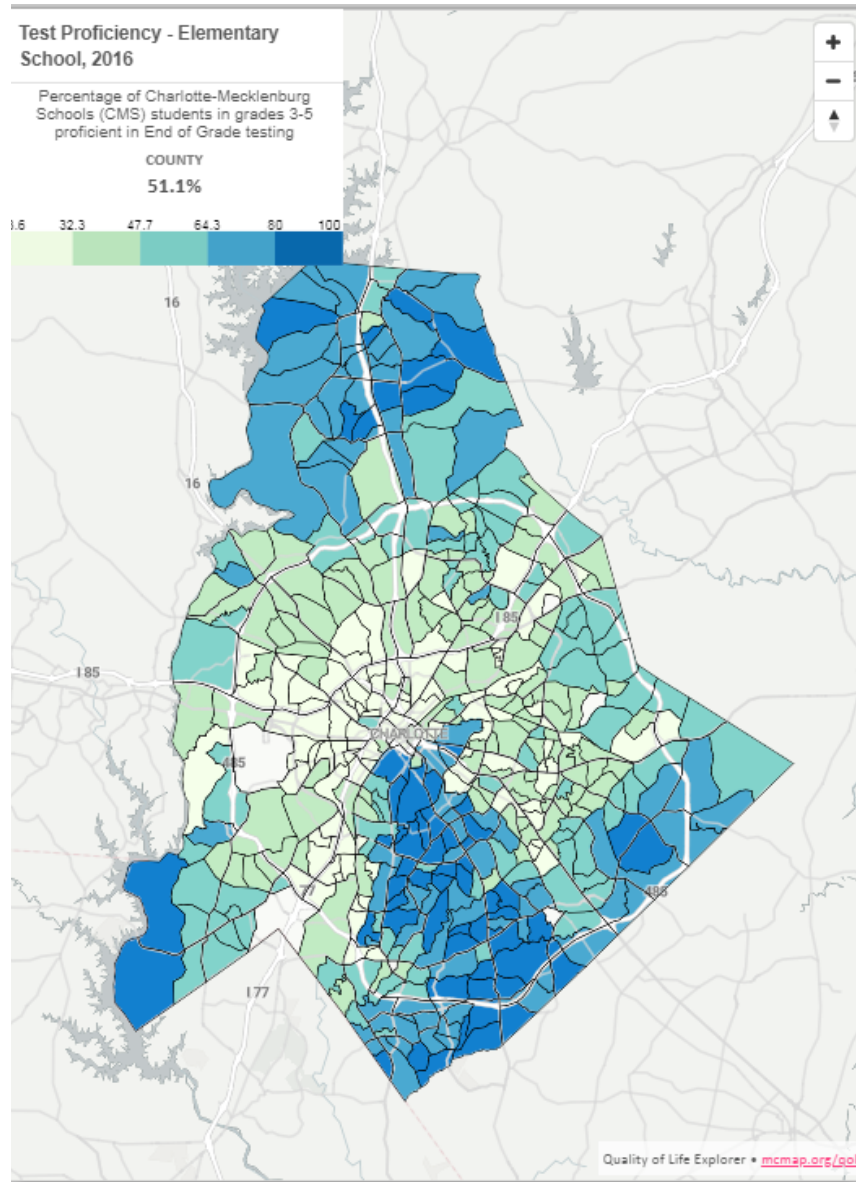 Test Proficiency - Elementary
School, 2016
Percentage of Charlotte-Mecklenburg
Schools (CMS) students in grades 3-5
proficient in End of Grade testing
COUNTY
51.1%
.6 32.3 47.7 64.3 80 100
16
16
I 85
I 85
CHARLOTTE
485
485
77
I 77
Quality of Life Explorer • mcmap.org/qol